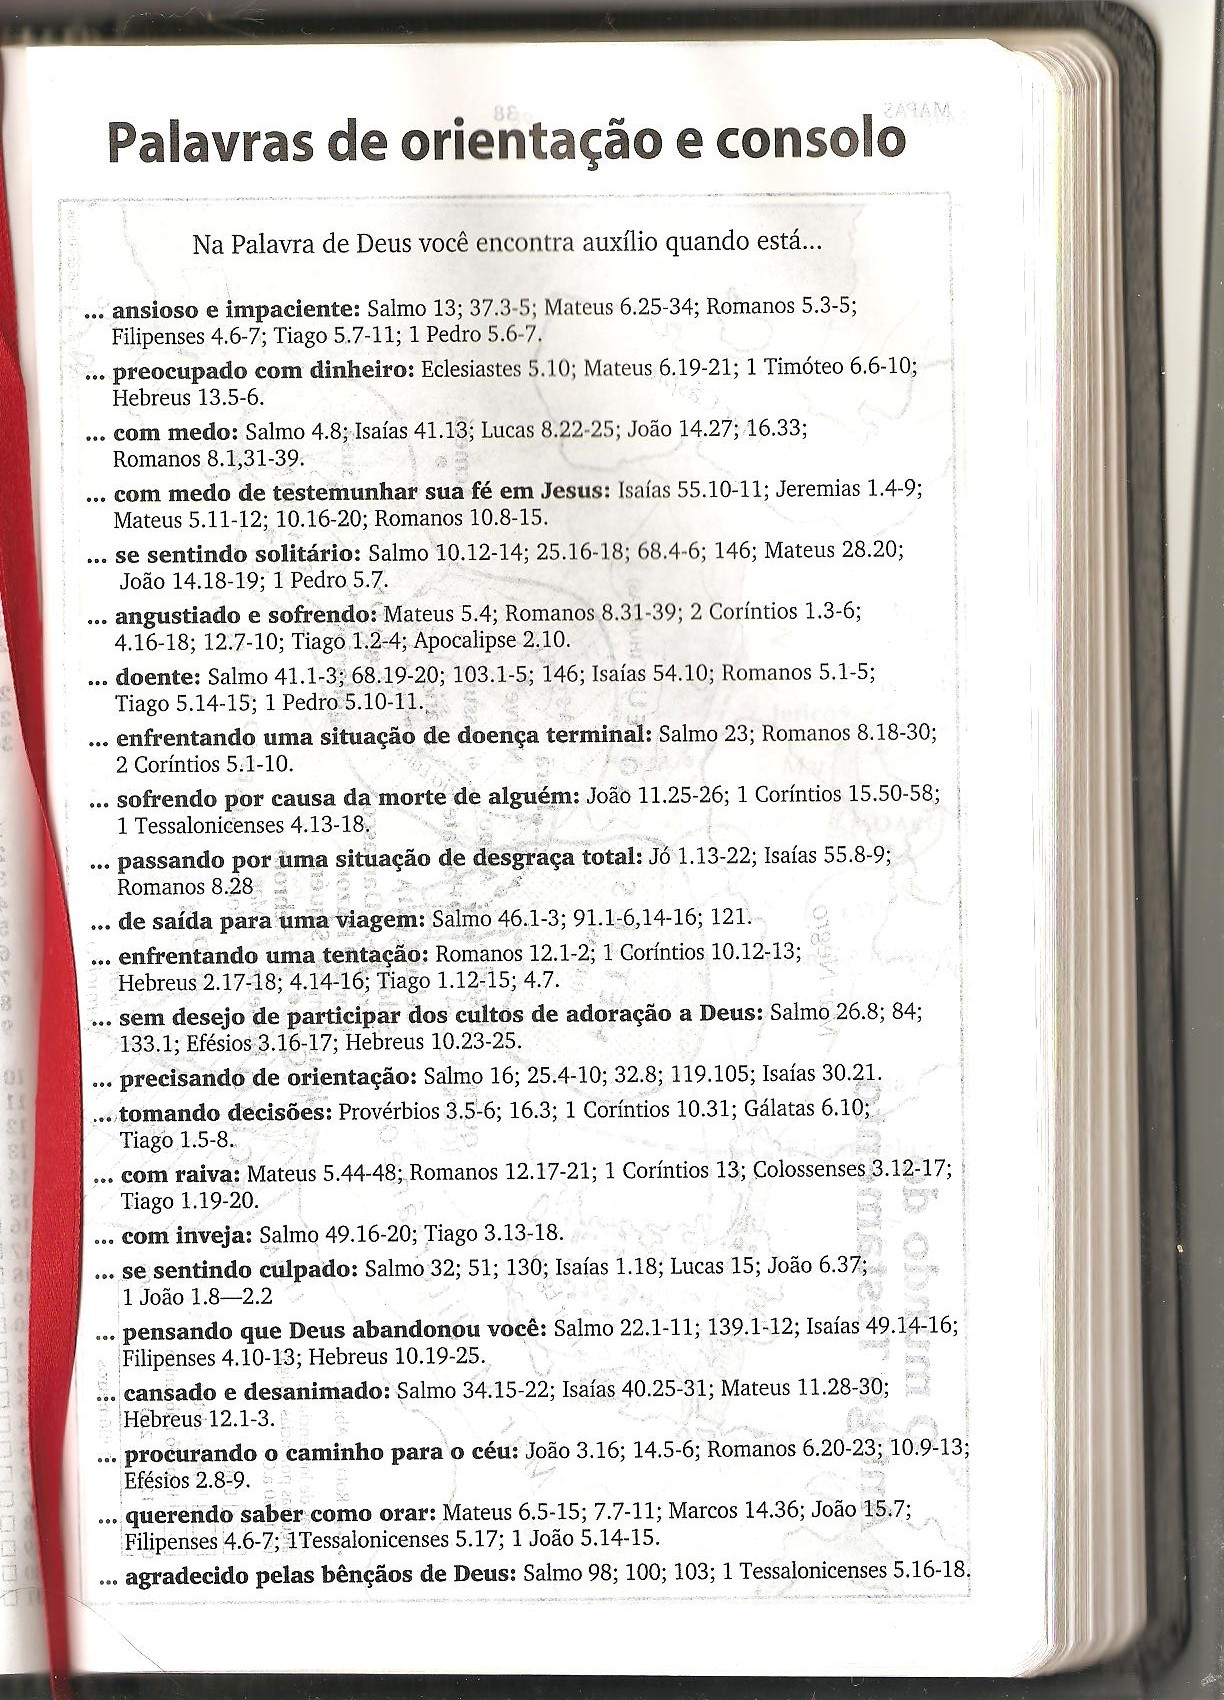 Palavras de orientação e consolo
Na Palavra de Deus você encontra auxílio quando está...
... ansioso e impaciente: Salmo 13; 37.3-5; Mateus 6.25-34; Romanos 5.3-5;
Filipenses 4.6-7; Tiago 5.7-11; 1 Pedro 5.6-7.
... preocupado com dinheiro: Eclesiastes 5.10; Mateus 6.19-21; 1 Timóteo 6.6-10;
Hebreus 13.5-6.
... com medo: Salmo 4.8; Isaías 41.13; Lucas 8.22-25; João 14.27; 16.33;
Romanos 8.1,31-39.
... com medo de testemunhar sua fé em Jesus: Isaías 55.10-11; Jeremias 1.4-9;
Mateus 5.11-12; 10.16-20; Romanos 10.8-15.
... se sentindo solitário: Salmo 10.12-14; 25.16-18; 68.4-6; 146; Mateus 28.20;
João 14.18-19; 1 Pedro 5.7.
... angustiado e sofrendo: Mateus 5.4; Romanos 8.31-39; 2 Coríntios 1.3-6;
4.16-18; 12.7-10; Tiago 1.2-4; Apocalipse 2.10.
... doente: Salmo 41.1-3; 68.19-20; 103.1-5; 146; Isaías 54.10; Romanos 5.1-5;
Tiago 5.14-15; 1 Pedro 5.10-11.
... enfrentando uma situação de doença terminal: Salmo 23; Romanos 8.18-30;
2 Coríntios 5.1-10.
... sofrendo por causa da morte de alguém: João 11.25-26; 1 Coríntios 15.50-58;
1 Tessalonicenses 4.13-18.
... passando por uma situação de desgraça total: Jó 1.13-22; Isaías 55.8-9;
Romanos 8.28
... de saída para uma viagem: Salmo 46.1-3; 91.1-6,14-16; 121.
... enfrentando uma tentação: Romanos 12.1-2; 1 Coríntios 10.12-13;
Hebreus 2.17-18; 4.14-16; Tiago 1.12-15; 4.7.
... sem desejo de participar dos cultos de adoração a Deus: Salmo 26.8; 84;
133.1; Efésios 3.16-17; Hebreus 10.23-25.
... precisando de orientação: Salmo 16; 25.4-10; 32.8; 119.105; Isaías 30.21.
... tomando decisões: Provérbios 3.5-6; 16.3; 1 Coríntios 10.31; Gálatas 6.10;
Tiago 1.5-8.
... com raiva: Mateus 5.44-48; Romanos 12.17-21; 1 Coríntios 13; Colossenses 3.12-17;
Tiago 1.19-20.
... com inveja: Salmo 49.16-20; Tiago 3.13-18.
... se sentindo culpado: Salmo 32; 51; 130; Isaías 1.18; Lucas 15; João 6.37;
1 João 1.8—2.2
... pensando que Deus abandonou você: Salmo 22.1-11; 139.1-12; Isaías 49.14-16;
Filipenses 4.10-13; Hebreus 10.19-25.
... cansado e desanimado: Salmo 34.15-22; Isaías 40.25-31; Mateus 11.28-30;
Hebreus 12.1-3.
... procurando o caminho para o céu: João 3.16; 14.5-6; Romanos 6.20-23; 10.9-13;
Efésios 2.8-9.
... querendo saber como orar: Mateus 6.5-15; 7.7-11; Marcos 14.36; João 15.7;
Filipenses 4.6-7; 1Tessalonicenses 5.17; 1 João 5.14-15.
... agradecido pelas bênçãos de Deus: Salmo 98; 100; 103; 1 Tessalonicenses 5.16-18.